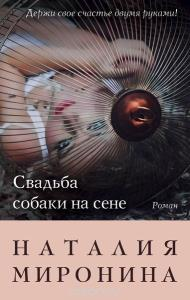 Держи свое счастье двумя руками!
Свадьба
собаки на сене
Роман
НАТАЛИЯ
МИРОНИНА